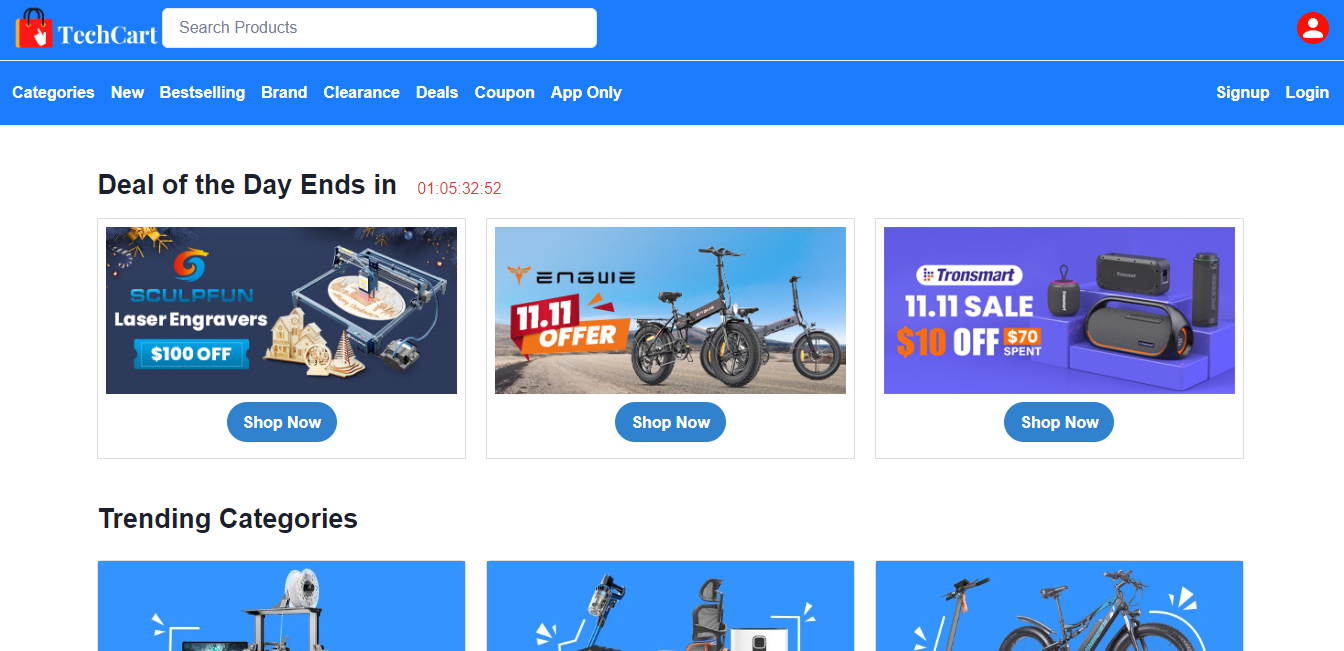 TechCart
Search Products
Categories New Bestselling Brand Clearance Deals Coupon App Only
Signup Login
Deal of the Day Ends in 01:05:32:52
SCULPFUN
Laser Engravers
$100 OFF
Shop Now
ENGWE
11.11
OFFER
Shop Now
Tronsmart
11.11 SALE
$10 OFF $70
SPENT
Shop Now
Trending Categories